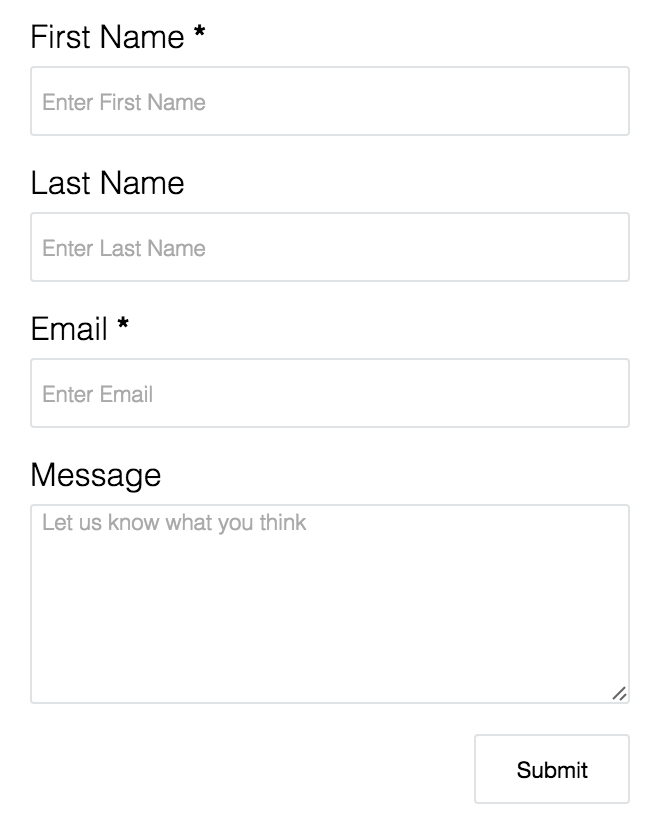 First Name *
Enter First Name
Last Name
Enter Last Name
Email *
Enter Email
Message
Let us know what you think
Submit